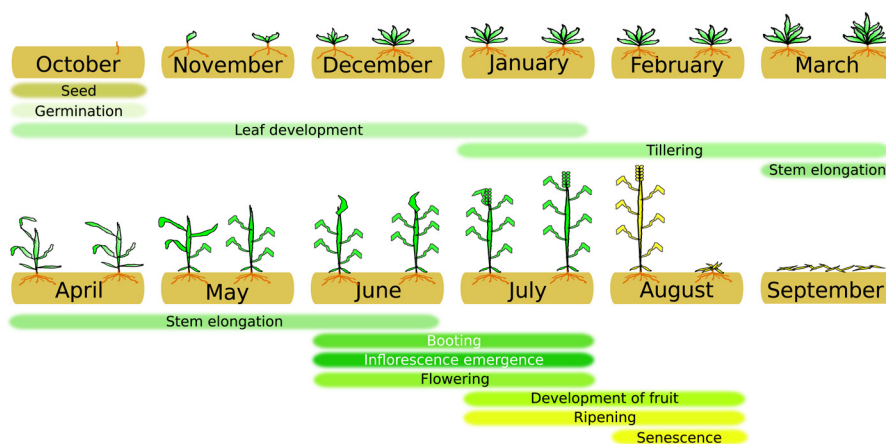 October November December January February March
Seed
Germination
Leaf development
Tillering
Stem elongation
April May June July August September
Stem elongation
Booting
Inflorescence emergence
Flowering
Development of fruit
Ripening
Senescence